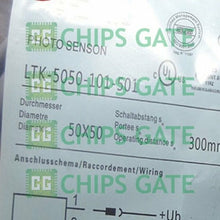 CHIPS GATE
PHOTO SENSOR
LTK-5050-101-501
CHIPS GATE
Durchmesser
Diametre
Diameter
50X50
Schaltabstand s
Portee s
Operating distance s
300mm
CHIPS GATE
Anschlusschema/Raccordement/Wiring
CHIPS GATE
+Ub